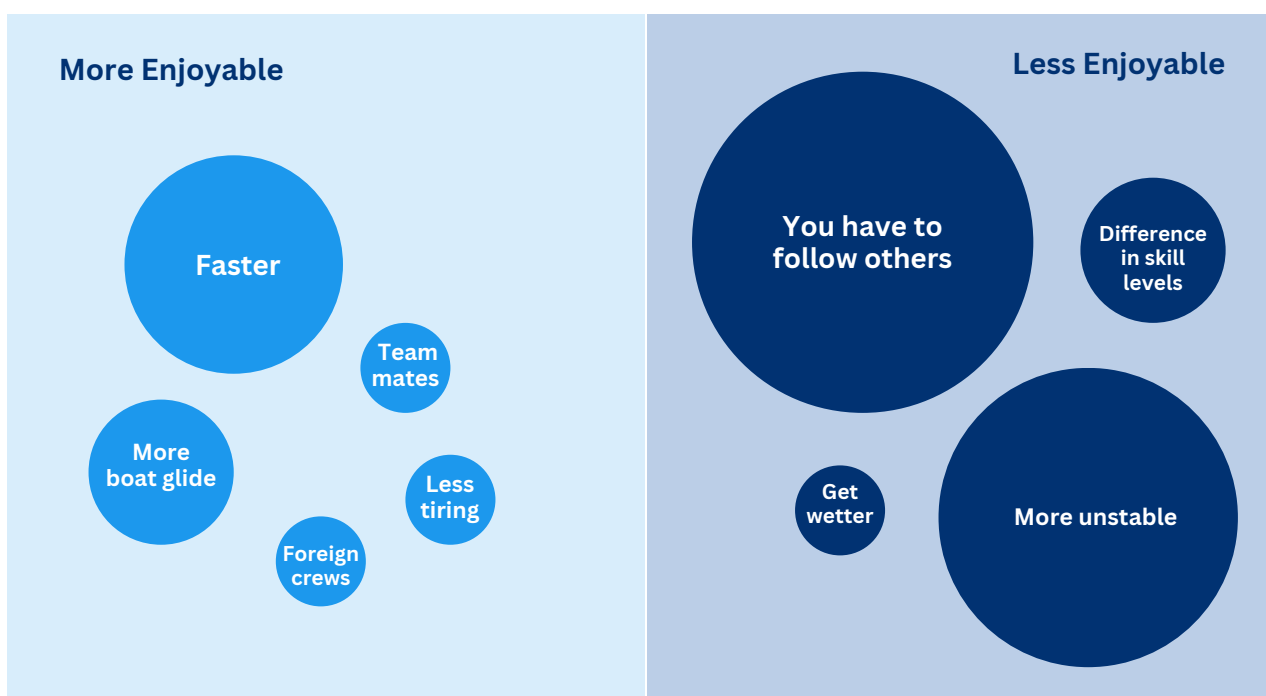 More Enjoyable
Faster
Team
mates
More
boat glide
Less
tiring
Foreign
crews
Less Enjoyable
You have to
follow others
Difference
in skill
levels
Get
wetter
More unstable